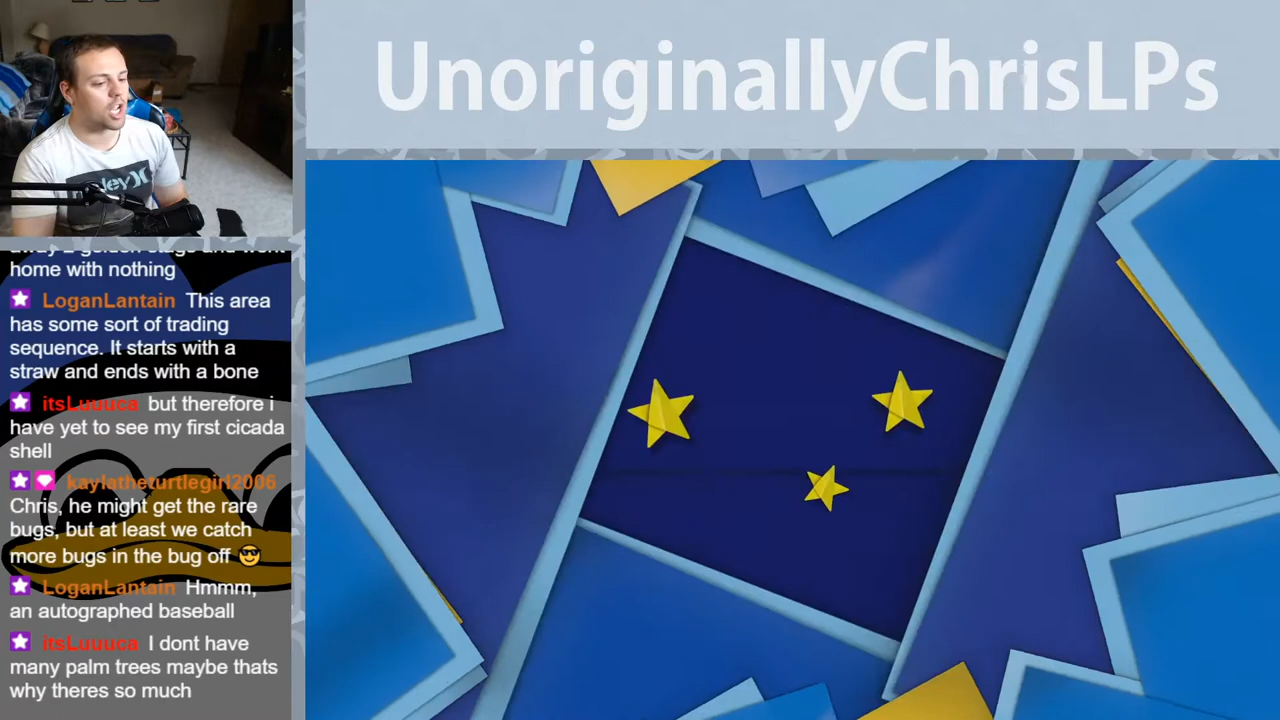 UnoriginallyChrisLPs
home with nothing
LoganLantain This area
has some sort of trading
sequence. It starts with a
straw and ends with a bone
itsLuuuca but therefore i
have yet to see my first cicada
shell
kaylatheturtlegirl2006
Chris, he might get the rare
bugs, but at least we catch
more bugs in the bug off 😎
LoganLantain Hmmm,
an autographed baseball
itsLuuuca I dont have
many palm trees maybe thats
why theres so much